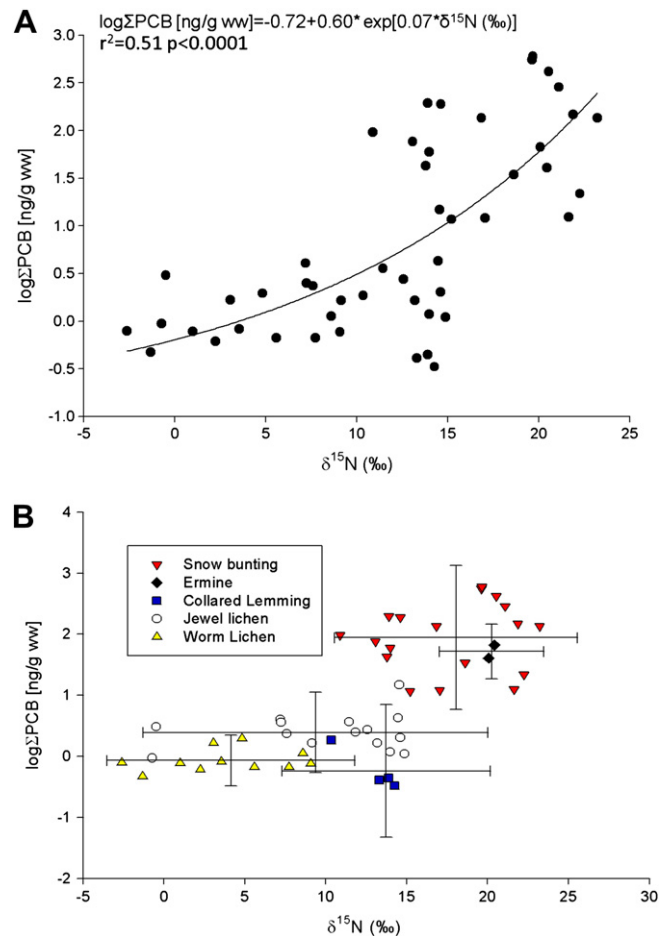 A
logΣPCB [ng/g ww]=-0.72+0.60* exp[0.07*δ¹⁵N (‰)]
r²=0.51 p<0.0001
3.0
2.5
2.0
1.5
1.0
0.5
0.0
-0.5
-1.0
logΣPCB [ng/g ww]
-5 0 5 10 15 20 25
δ¹⁵N (‰)
B
4
3
2
1
0
-1
-2
logΣPCB [ng/g ww]
Snow bunting
Ermine
Collared Lemming
Jewel lichen
Worm Lichen
-5 0 5 10 15 20 25 30
δ¹⁵N (‰)